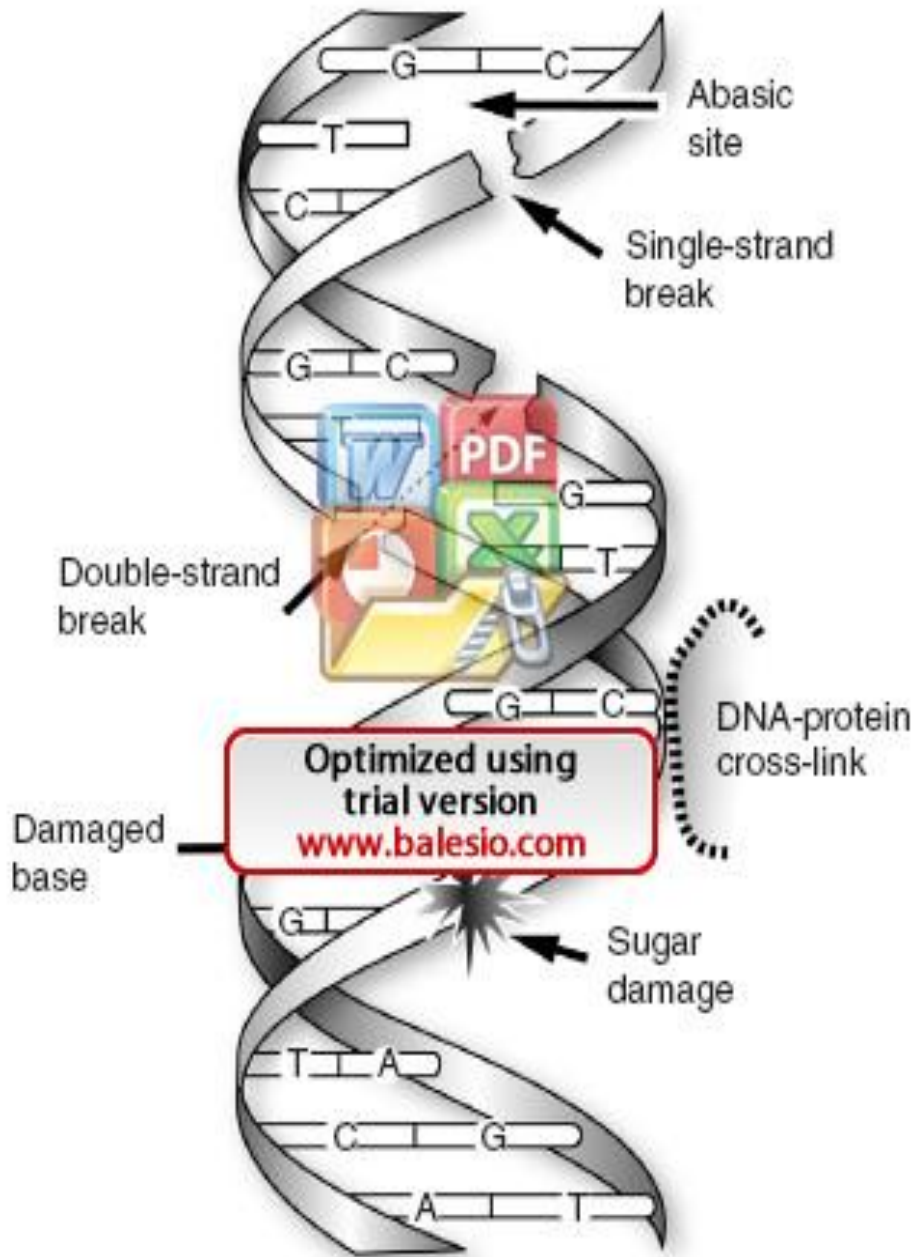 G C
Abasic
site
T
C
Single-strand
break
G C
T
W
PDF
G
X
T
Double-strand
break
G C
DNA-protein
cross-link
Optimized using
trial version
www.balesio.com
Damaged
base
G
Sugar
damage
T A
C G
A T